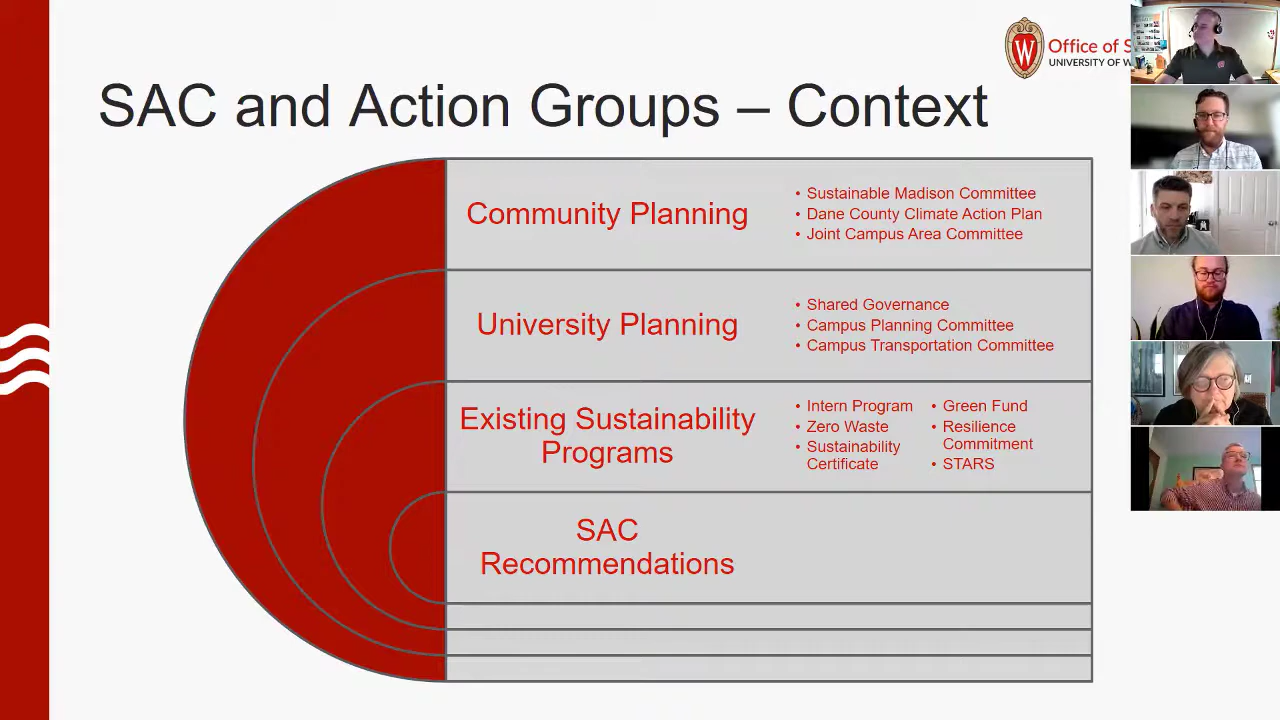 Office of S
UNIVERSITY OF W
SAC and Action Groups – Context
Community Planning
• Sustainable Madison Committee
• Dane County Climate Action Plan
• Joint Campus Area Committee
University Planning
• Shared Governance
• Campus Planning Committee
• Campus Transportation Committee
Existing Sustainability
Programs
• Intern Program
• Zero Waste
• Sustainability
Certificate
• Green Fund
• Resilience
Commitment
• STARS
SAC
Recommendations